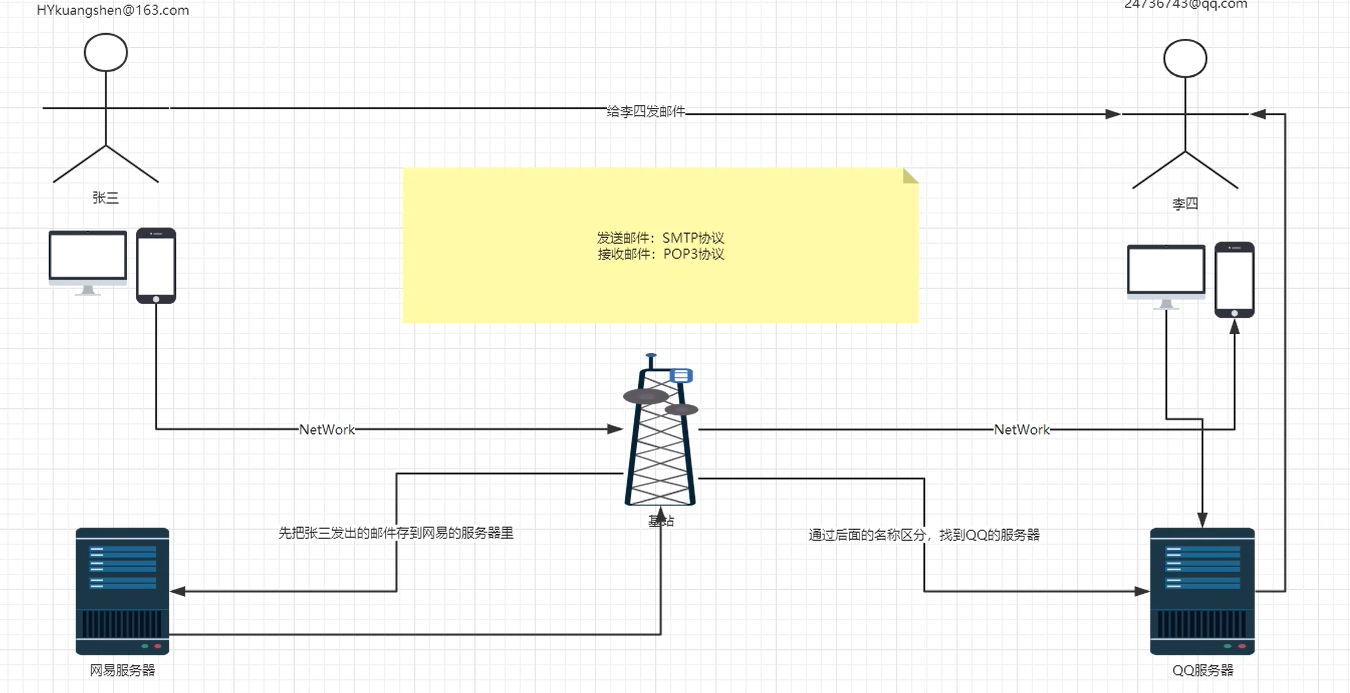 HYkuangshen@163.com
24736743@qq.com
给李四发邮件
张三
李四
发送邮件：SMTP协议
接收邮件：POP3协议
NetWork
NetWork
基站
先把张三发出的邮件存到网易的服务器里
通过后面的名称区分，找到QQ的服务器
网易服务器
QQ服务器